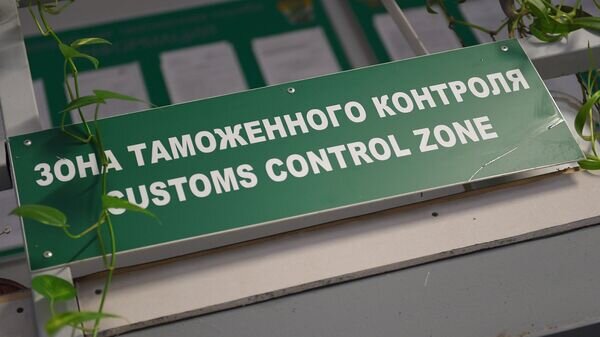 ЗОНА ТАМОЖЕННОГО КОНТРОЛЯ
CUSTOMS CONTROL ZONE